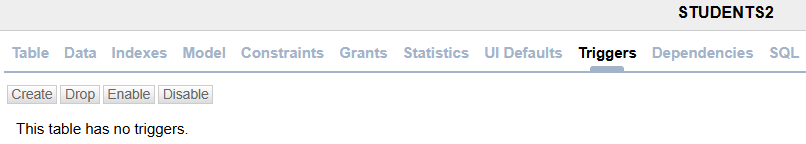 STUDENTS2
Table Data Indexes Model Constraints Grants Statistics UI Defaults Triggers Dependencies SQL
Create Drop Enable Disable
This table has no triggers.